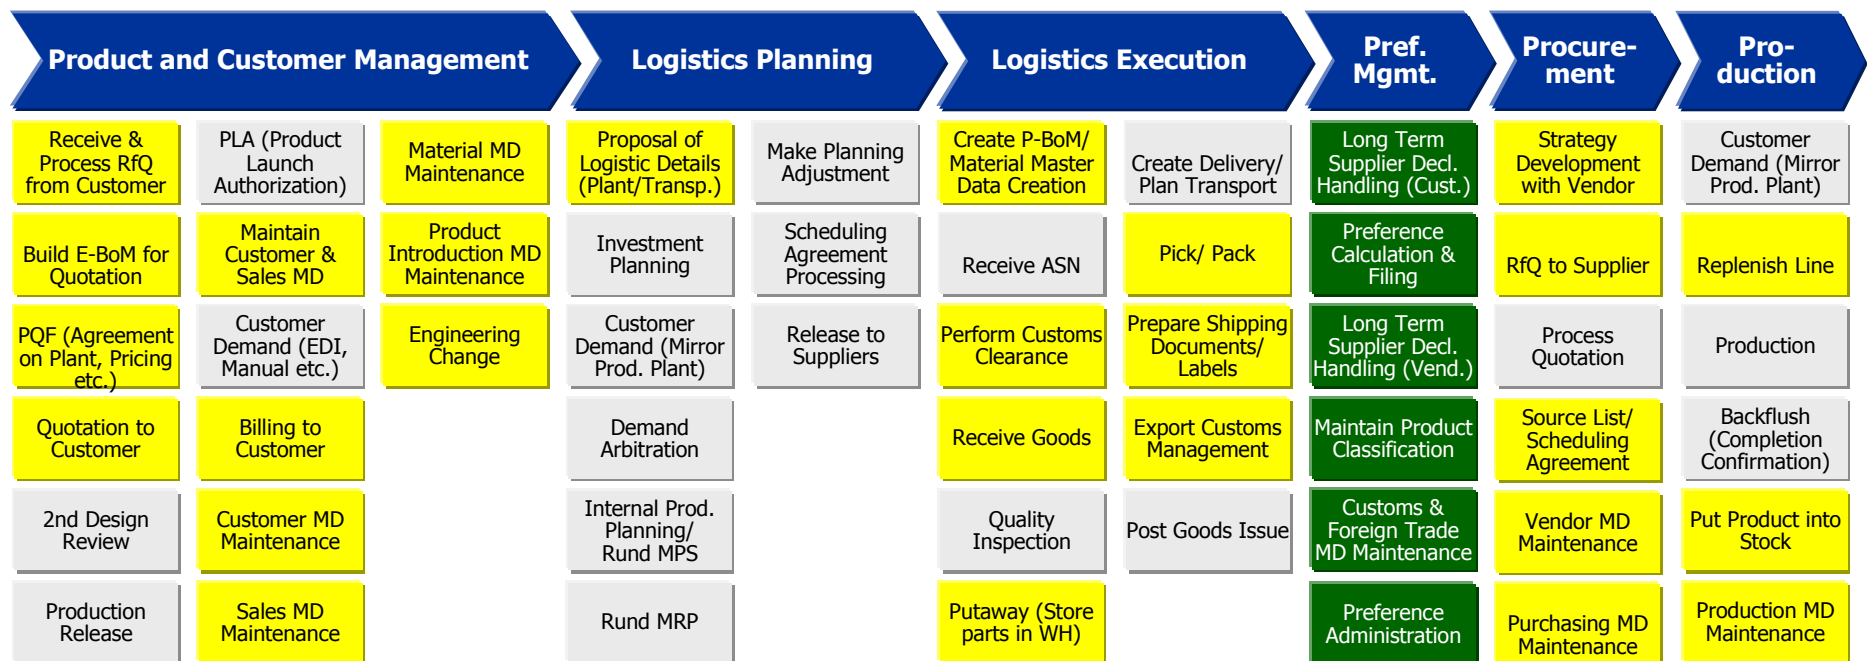 Product and Customer Management
Logistics Planning
Logistics Execution
Pref.
Mgmt.
Procure-
ment
Pro-
duction
Receive &
Process RfQ
from Customer
Build E-BoM for
Quotation
PQF (Agreement
on Plant, Pricing
etc.)
Quotation to
Customer
2nd Design
Review
Production
Release
PLA (Product
Launch
Authorization)
Maintain
Customer &
Sales MD
Customer
Demand (EDI,
Manual etc.)
Billing to
Customer
Customer MD
Maintenance
Sales MD
Maintenance
Material MD
Maintenance
Product
Introduction MD
Maintenance
Engineering
Change
Proposal of
Logistic Details
(Plant/Transp.)
Investment
Planning
Customer
Demand (Mirror
Prod. Plant)
Demand
Arbitration
Internal Prod.
Planning/
Rund MPS
Rund MRP
Make Planning
Adjustment
Scheduling
Agreement
Processing
Release to
Suppliers
Create P-BoM/
Material Master
Data Creation
Receive ASN
Perform Customs
Clearance
Receive Goods
Quality
Inspection
Putaway (Store
parts in WH)
Create Delivery/
Plan Transport
Pick/ Pack
Prepare Shipping
Documents/
Labels
Export Customs
Management
Post Goods Issue
Long Term
Supplier Decl.
Handling (Cust.)
Preference
Calculation &
Filing
Long Term
Supplier Decl.
Handling (Vend.)
Maintain Product
Classification
Customs &
Foreign Trade
MD Maintenance
Preference
Administration
Strategy
Development
with Vendor
RfQ to Supplier
Process
Quotation
Source List/
Scheduling
Agreement
Vendor MD
Maintenance
Purchasing MD
Maintenance
Customer
Demand (Mirror
Prod. Plant)
Replenish Line
Production
Backflush
(Completion
Confirmation)
Put Product into
Stock
Production MD
Maintenance